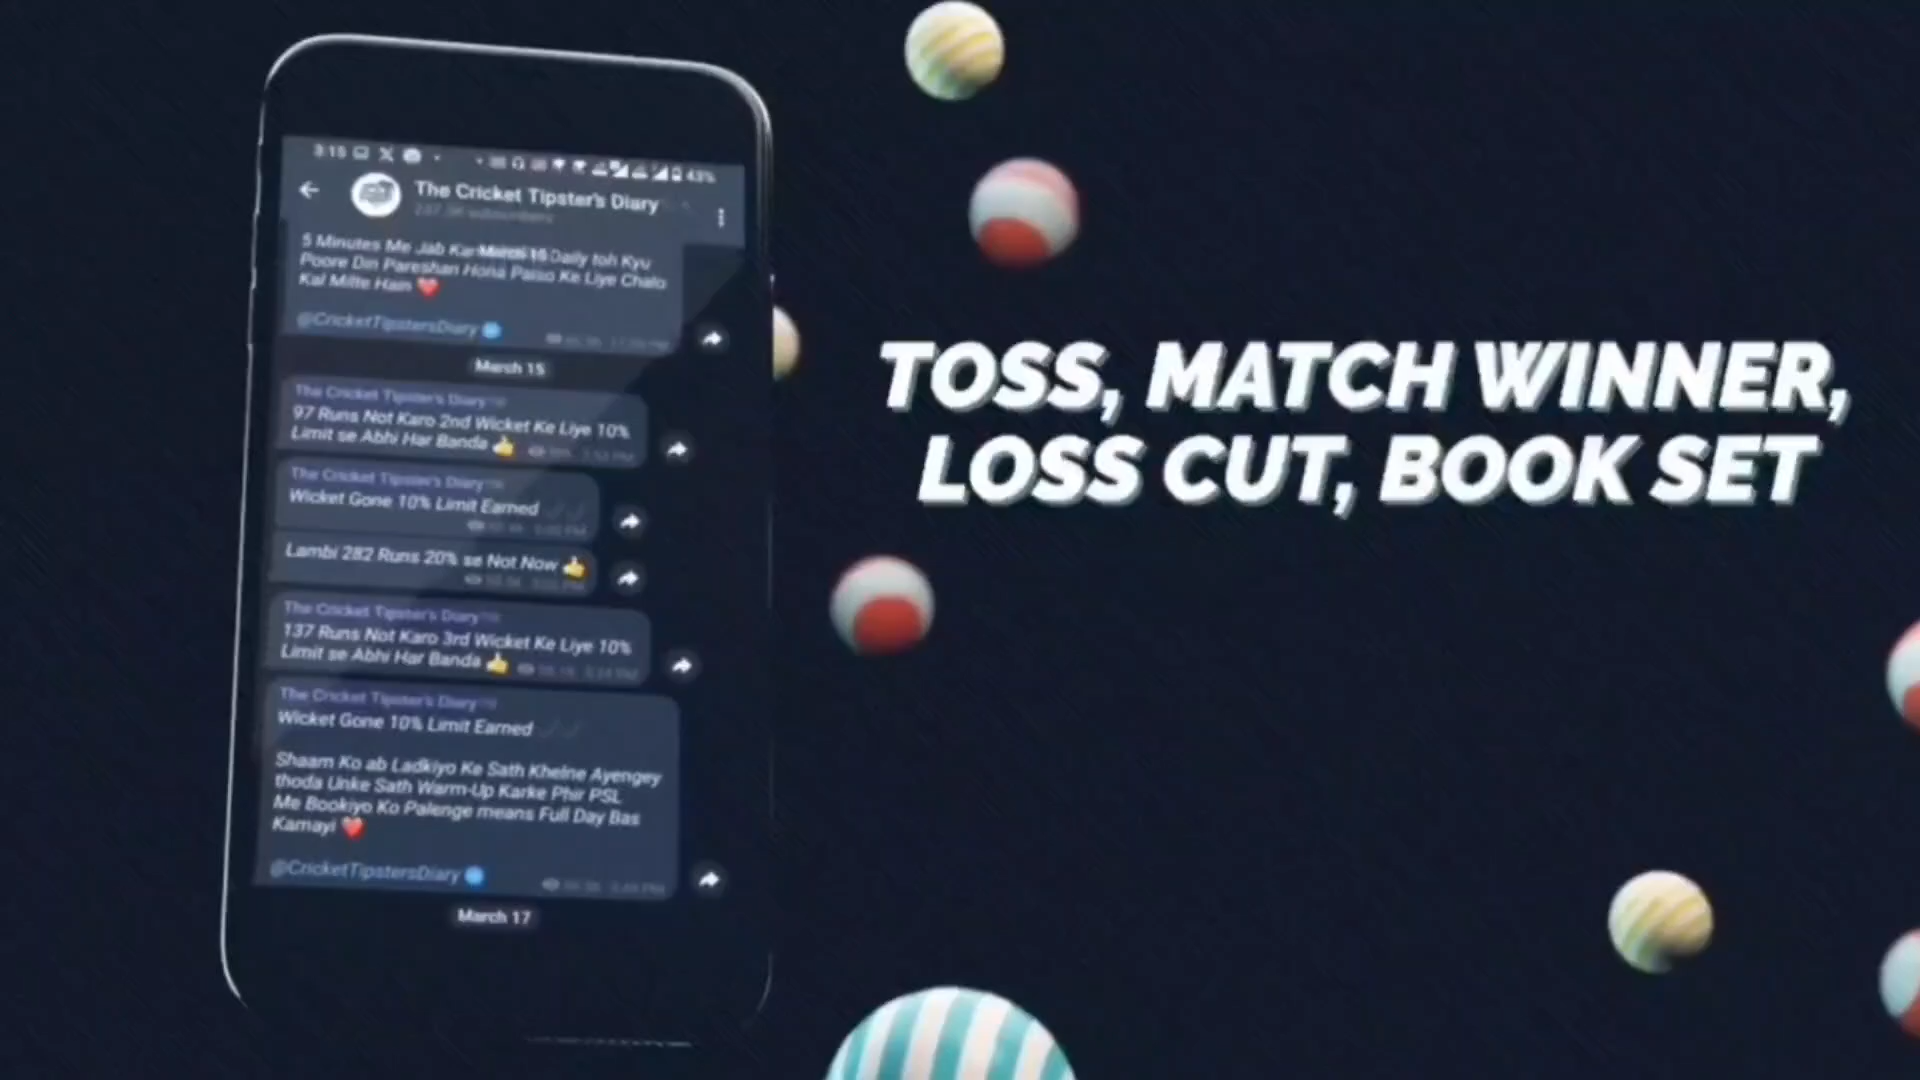 3:15
43%
The Cricket Tipster's Diary
March 15
5 Minutes Me Jab Daily toh Kyu
Poore Din Pareshan Hona Paiso Ke Liye Chalo
Kal Milte Hain ❤️
@CricketTipstersDiary
March 15
The Cricket Tipster's Diary
97 Runs Not Karo 2nd Wicket Ke Liye 10%
Limit se Abhi Har Banda 👍
The Cricket Tipster's Diary
Wicket Gone 10% Limit Earned
Lambi 282 Runs 20% se Not Now 👍
The Cricket Tipster's Diary
137 Runs Not Karo 3rd Wicket Ke Liye 10%
Limit se Abhi Har Banda 👍
The Cricket Tipster's Diary
Wicket Gone 10% Limit Earned
Shaam Ko ab Ladkiyo Ke Sath Khelne Ayengey
thoda Unke Sath Warm-Up Karke Phir PSL
Me Bookiyo Ko Palenge means Full Day Bas
Kamayi ❤️
@CricketTipstersDiary
March 17
TOSS, MATCH WINNER,
LOSS CUT, BOOK SET